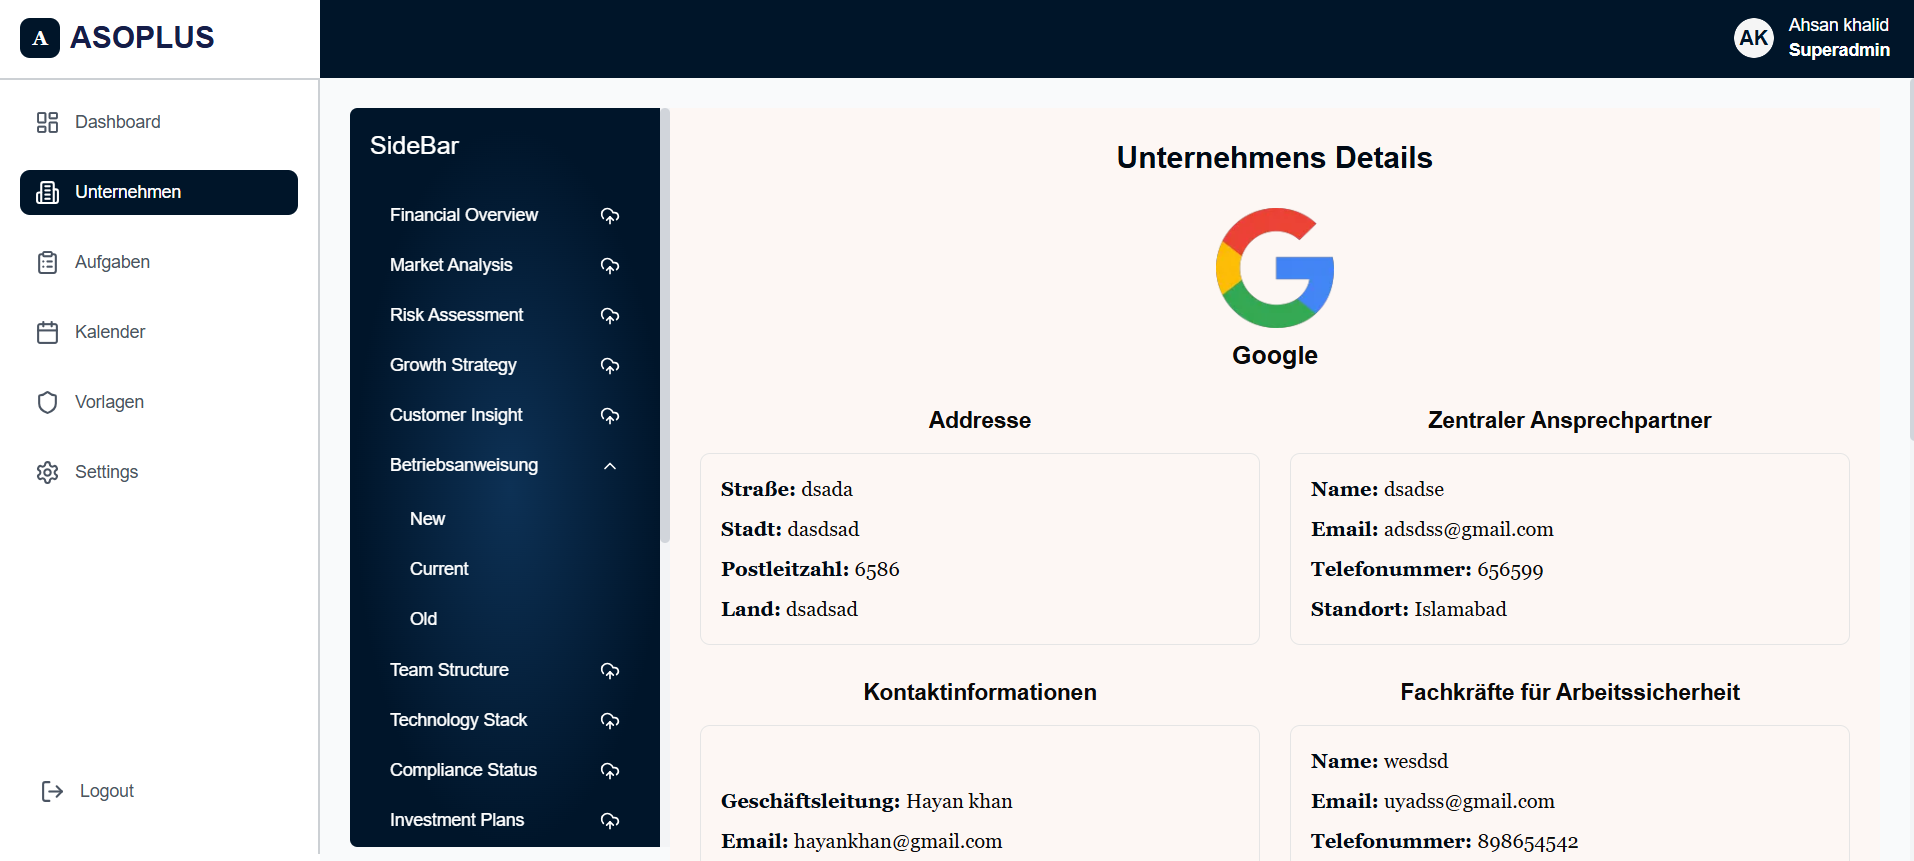 A ASOPLUS
AK
Ahsan khalid
Superadmin
Dashboard
Unternehmen
Aufgaben
Kalender
Vorlagen
Settings
Logout
SideBar
Financial Overview
Market Analysis
Risk Assessment
Growth Strategy
Customer Insight
Betriebsanweisung
New
Current
Old
Team Structure
Technology Stack
Compliance Status
Investment Plans
Unternehmens Details
Google
Addresse
Straße: dsada
Stadt: dasdsad
Postleitzahl: 6586
Land: dsadsad
Zentraler Ansprechpartner
Name: dsadse
Email: adsdss@gmail.com
Telefonummer: 656599
Standort: Islamabad
Kontaktinformationen
Geschäftsleitung: Hayan khan
Email: hayankhan@gmail.com
Fachkräfte für Arbeitssicherheit
Name: wesdsd
Email: uyadss@gmail.com
Telefonummer: 898654542